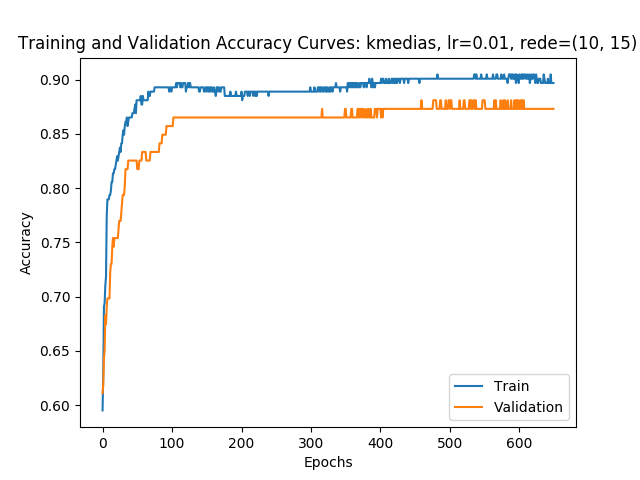 Training and Validation Accuracy Curves: kmedias, lr=0.01, rede=(10, 15)
0.90
0.85
0.80
0.75
0.70
0.65
0.60
Accuracy
Train
Validation
0 100 200 300 400 500 600
Epochs